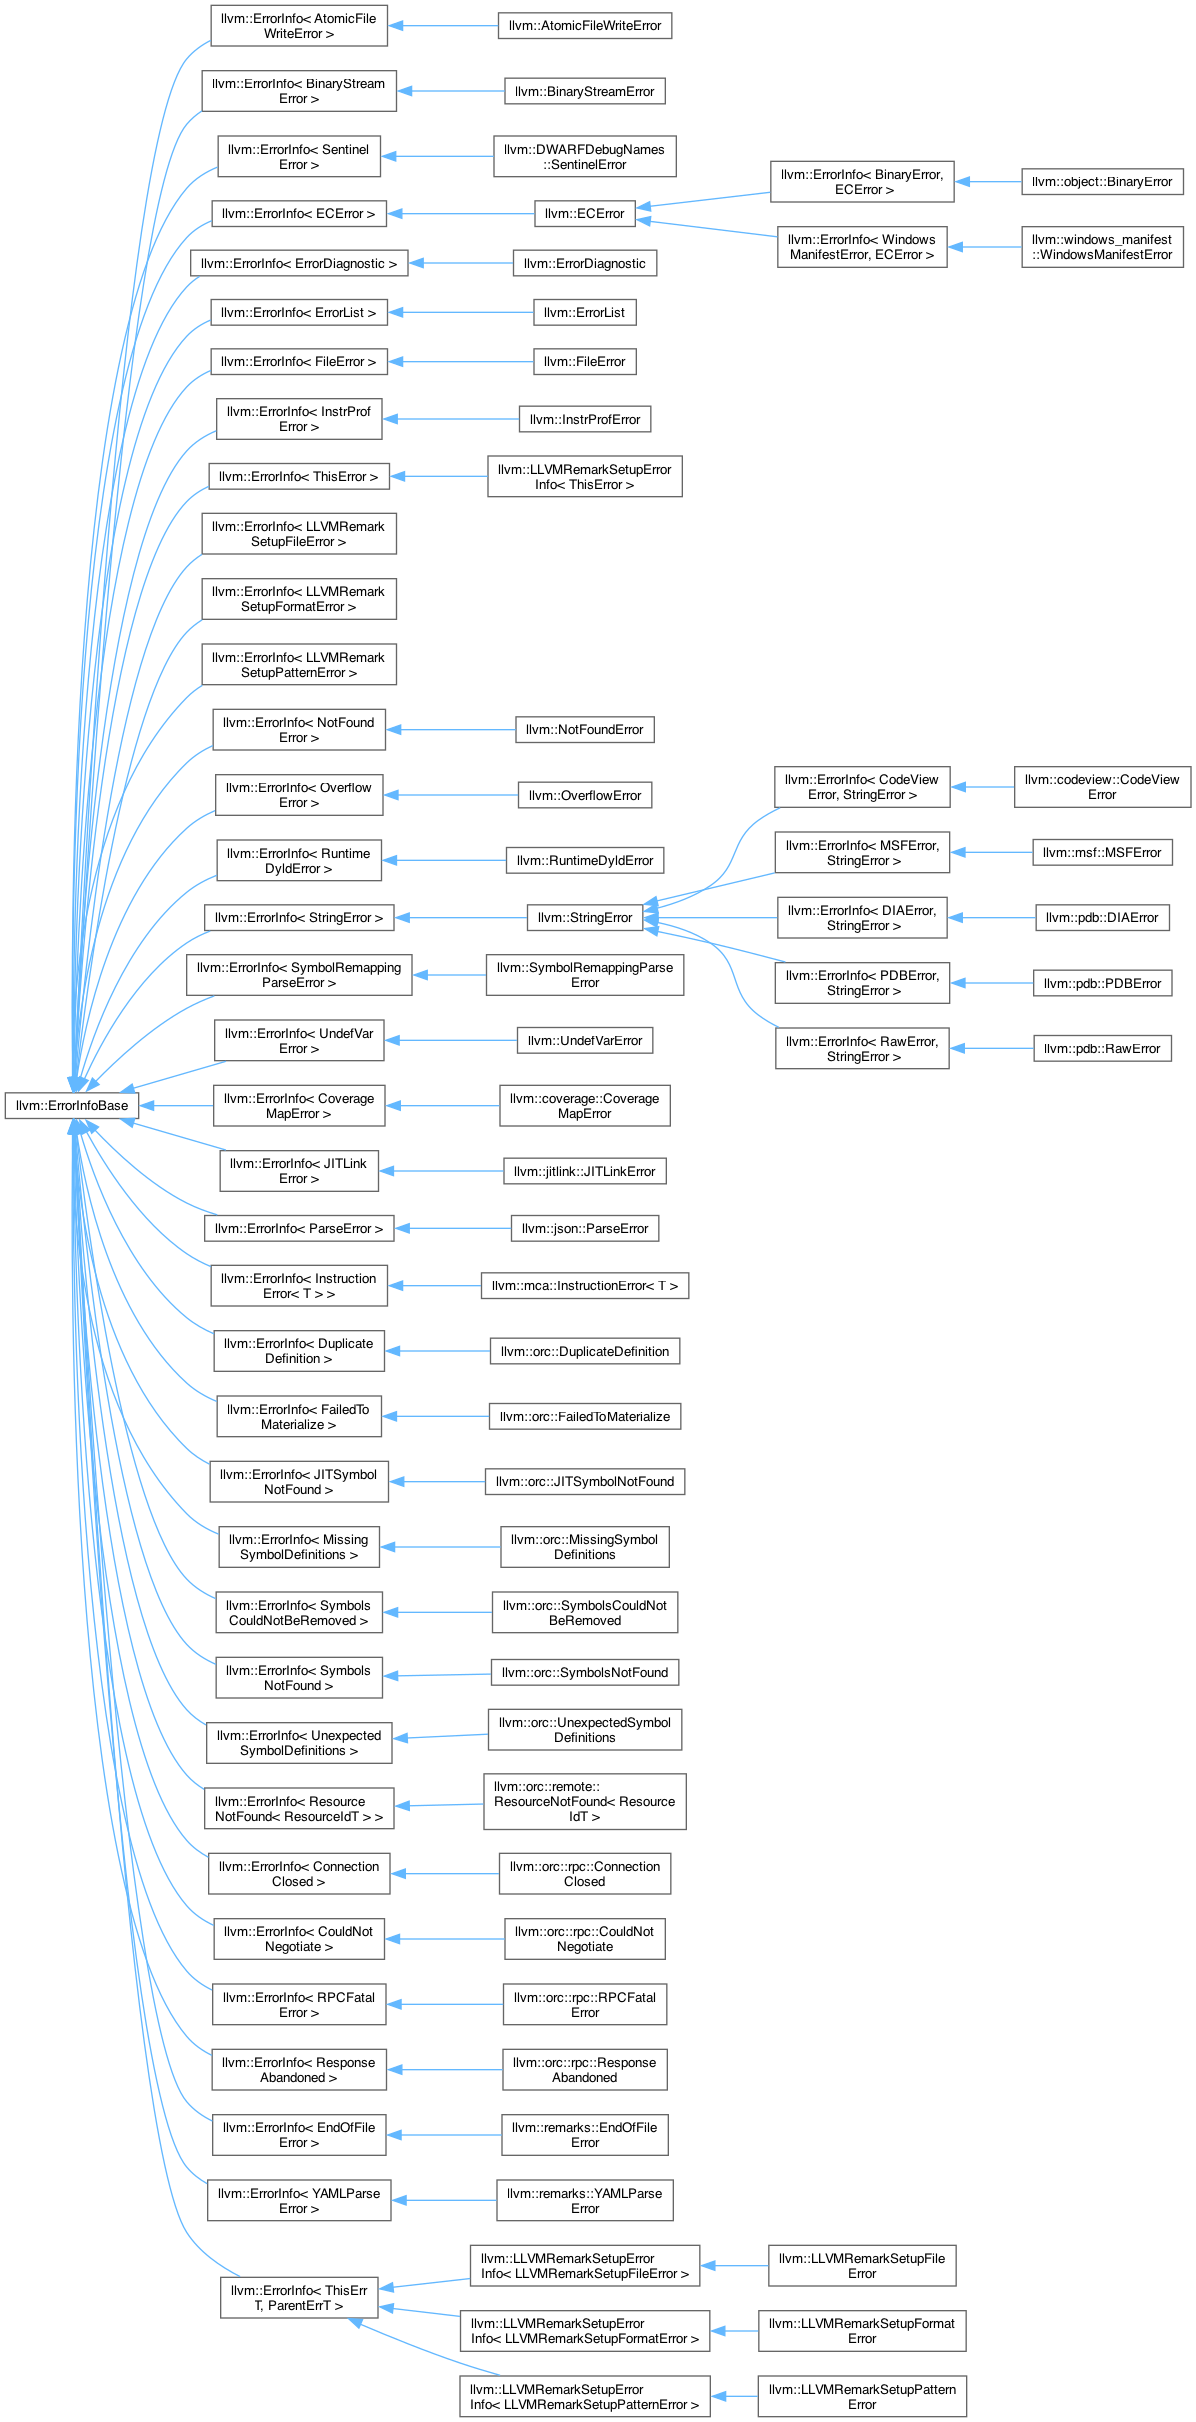 llvm::ErrorInfo< AtomicFile
WriteError >
llvm::AtomicFileWriteError
llvm::ErrorInfo< BinaryStream
Error >
llvm::BinaryStreamError
llvm::ErrorInfo< Sentinel
Error >
llvm::DWARFDebugNames
::SentinelError
llvm::ErrorInfo< ECError >
llvm::ECError
llvm::ErrorInfo< BinaryError,
ECError >
llvm::object::BinaryError
llvm::ErrorInfo< Windows
ManifestError, ECError >
llvm::windows_manifest
::WindowsManifestError
llvm::ErrorInfo< ErrorDiagnostic >
llvm::ErrorDiagnostic
llvm::ErrorInfo< ErrorList >
llvm::ErrorList
llvm::ErrorInfo< FileError >
llvm::FileError
llvm::ErrorInfo< InstrProf
Error >
llvm::InstrProfError
llvm::ErrorInfo< ThisError >
llvm::LLVMRemarkSetupError
Info< ThisError >
llvm::ErrorInfo< LLVMRemark
SetupFileError >
llvm::ErrorInfo< LLVMRemark
SetupFormatError >
llvm::ErrorInfo< LLVMRemark
SetupPatternError >
llvm::ErrorInfo< NotFound
Error >
llvm::NotFoundError
llvm::ErrorInfo< Overflow
Error >
llvm::OverflowError
llvm::ErrorInfo< Runtime
DyldError >
llvm::RuntimeDyldError
llvm::ErrorInfo< StringError >
llvm::StringError
llvm::ErrorInfo< CodeView
Error, StringError >
llvm::codeview::CodeView
Error
llvm::ErrorInfo< MSFError,
StringError >
llvm::msf::MSFError
llvm::ErrorInfo< DIAError,
StringError >
llvm::pdb::DIAError
llvm::ErrorInfo< PDBError,
StringError >
llvm::pdb::PDBError
llvm::ErrorInfo< RawError,
StringError >
llvm::pdb::RawError
llvm::ErrorInfo< SymbolRemapping
ParseError >
llvm::SymbolRemappingParse
Error
llvm::ErrorInfo< UndefVar
Error >
llvm::UndefVarError
llvm::ErrorInfoBase
llvm::ErrorInfo< Coverage
MapError >
llvm::coverage::Coverage
MapError
llvm::ErrorInfo< JITLink
Error >
llvm::jitlink::JITLinkError
llvm::ErrorInfo< ParseError >
llvm::json::ParseError
llvm::ErrorInfo< Instruction
Error< T > >
llvm::mca::InstructionError< T >
llvm::ErrorInfo< Duplicate
Definition >
llvm::orc::DuplicateDefinition
llvm::ErrorInfo< FailedTo
Materialize >
llvm::orc::FailedToMaterialize
llvm::ErrorInfo< JITSymbol
NotFound >
llvm::orc::JITSymbolNotFound
llvm::ErrorInfo< Missing
SymbolDefinitions >
llvm::orc::MissingSymbol
Definitions
llvm::ErrorInfo< Symbols
CouldNotBeRemoved >
llvm::orc::SymbolsCouldNot
BeRemoved
llvm::ErrorInfo< Symbols
NotFound >
llvm::orc::SymbolsNotFound
llvm::ErrorInfo< Unexpected
SymbolDefinitions >
llvm::orc::UnexpectedSymbol
Definitions
llvm::ErrorInfo< Resource
NotFound< ResourceIdT > >
llvm::orc::remote::
ResourceNotFound< Resource
IdT >
llvm::ErrorInfo< Connection
Closed >
llvm::orc::rpc::Connection
Closed
llvm::ErrorInfo< CouldNot
Negotiate >
llvm::orc::rpc::CouldNot
Negotiate
llvm::ErrorInfo< RPCFatal
Error >
llvm::orc::rpc::RPCFatal
Error
llvm::ErrorInfo< Response
Abandoned >
llvm::orc::rpc::Response
Abandoned
llvm::ErrorInfo< EndOfFile
Error >
llvm::remarks::EndOfFile
Error
llvm::ErrorInfo< YAMLParse
Error >
llvm::remarks::YAMLParse
Error
llvm::ErrorInfo< ThisErr
T, ParentErrT >
llvm::LLVMRemarkSetupError
Info< LLVMRemarkSetupFileError >
llvm::LLVMRemarkSetupFile
Error
llvm::LLVMRemarkSetupError
Info< LLVMRemarkSetupFormatError >
llvm::LLVMRemarkSetupFormat
Error
llvm::LLVMRemarkSetupError
Info< LLVMRemarkSetupPatternError >
llvm::LLVMRemarkSetupPattern
Error